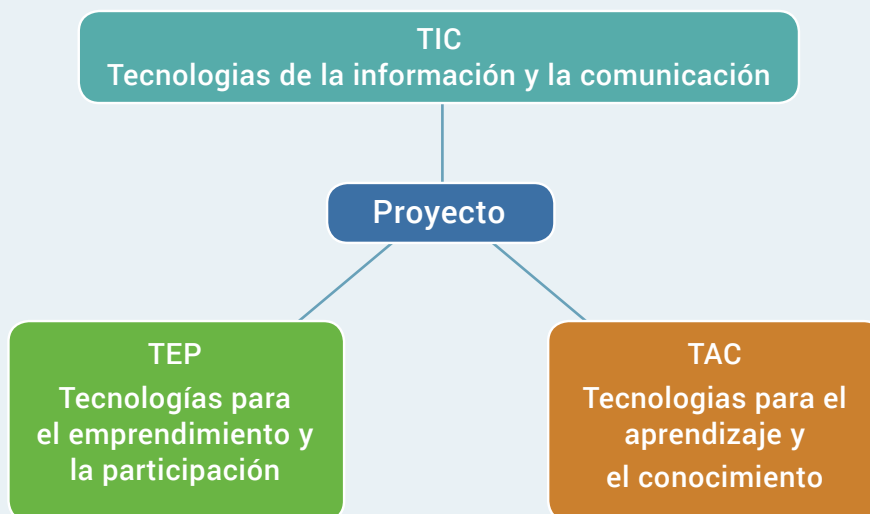 TIC
Tecnologias de la información y la comunicación
Proyecto
TEP
Tecnologías para
el emprendimiento y
la participación
TAC
Tecnologias para el
aprendizaje y
el conocimiento